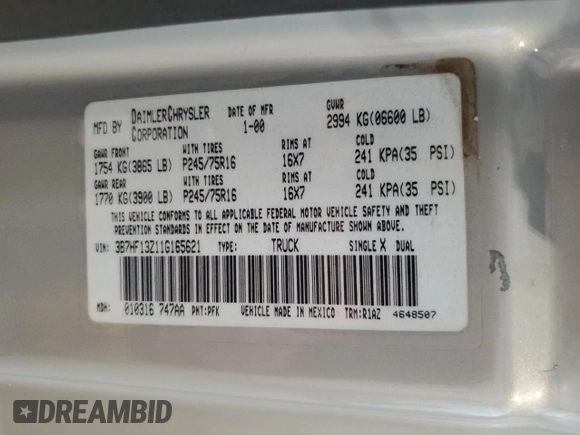 MFD BY DAIMLERCHRYSLER CORPORATION DATE OF MFR 1-00 GVWR 2994 KG(06600 LB)
GAWR FRONT WITH TIRES RIMS AT COLD
1754 KG(3865 LB) P245/75R16 16X7 241 KPA(35 PSI)
GAWR REAR WITH TIRES RIMS AT COLD
1770 KG(3900 LB) P245/75R16 16X7 241 KPA(35 PSI)
THIS VEHICLE CONFORMS TO ALL APPLICABLE FEDERAL MOTOR VEHICLE SAFETY AND THEFT
PREVENTION STANDARDS IN EFFECT ON THE DATE OF MANUFACTURE SHOWN ABOVE.
VIN: 3B7HF13Z11G165621 TYPE: TRUCK SINGLE X DUAL
MDH: 010316 747AA PNT:PFK VEHICLE MADE IN MEXICO TRM:R1AZ 4648507
DREAMBID